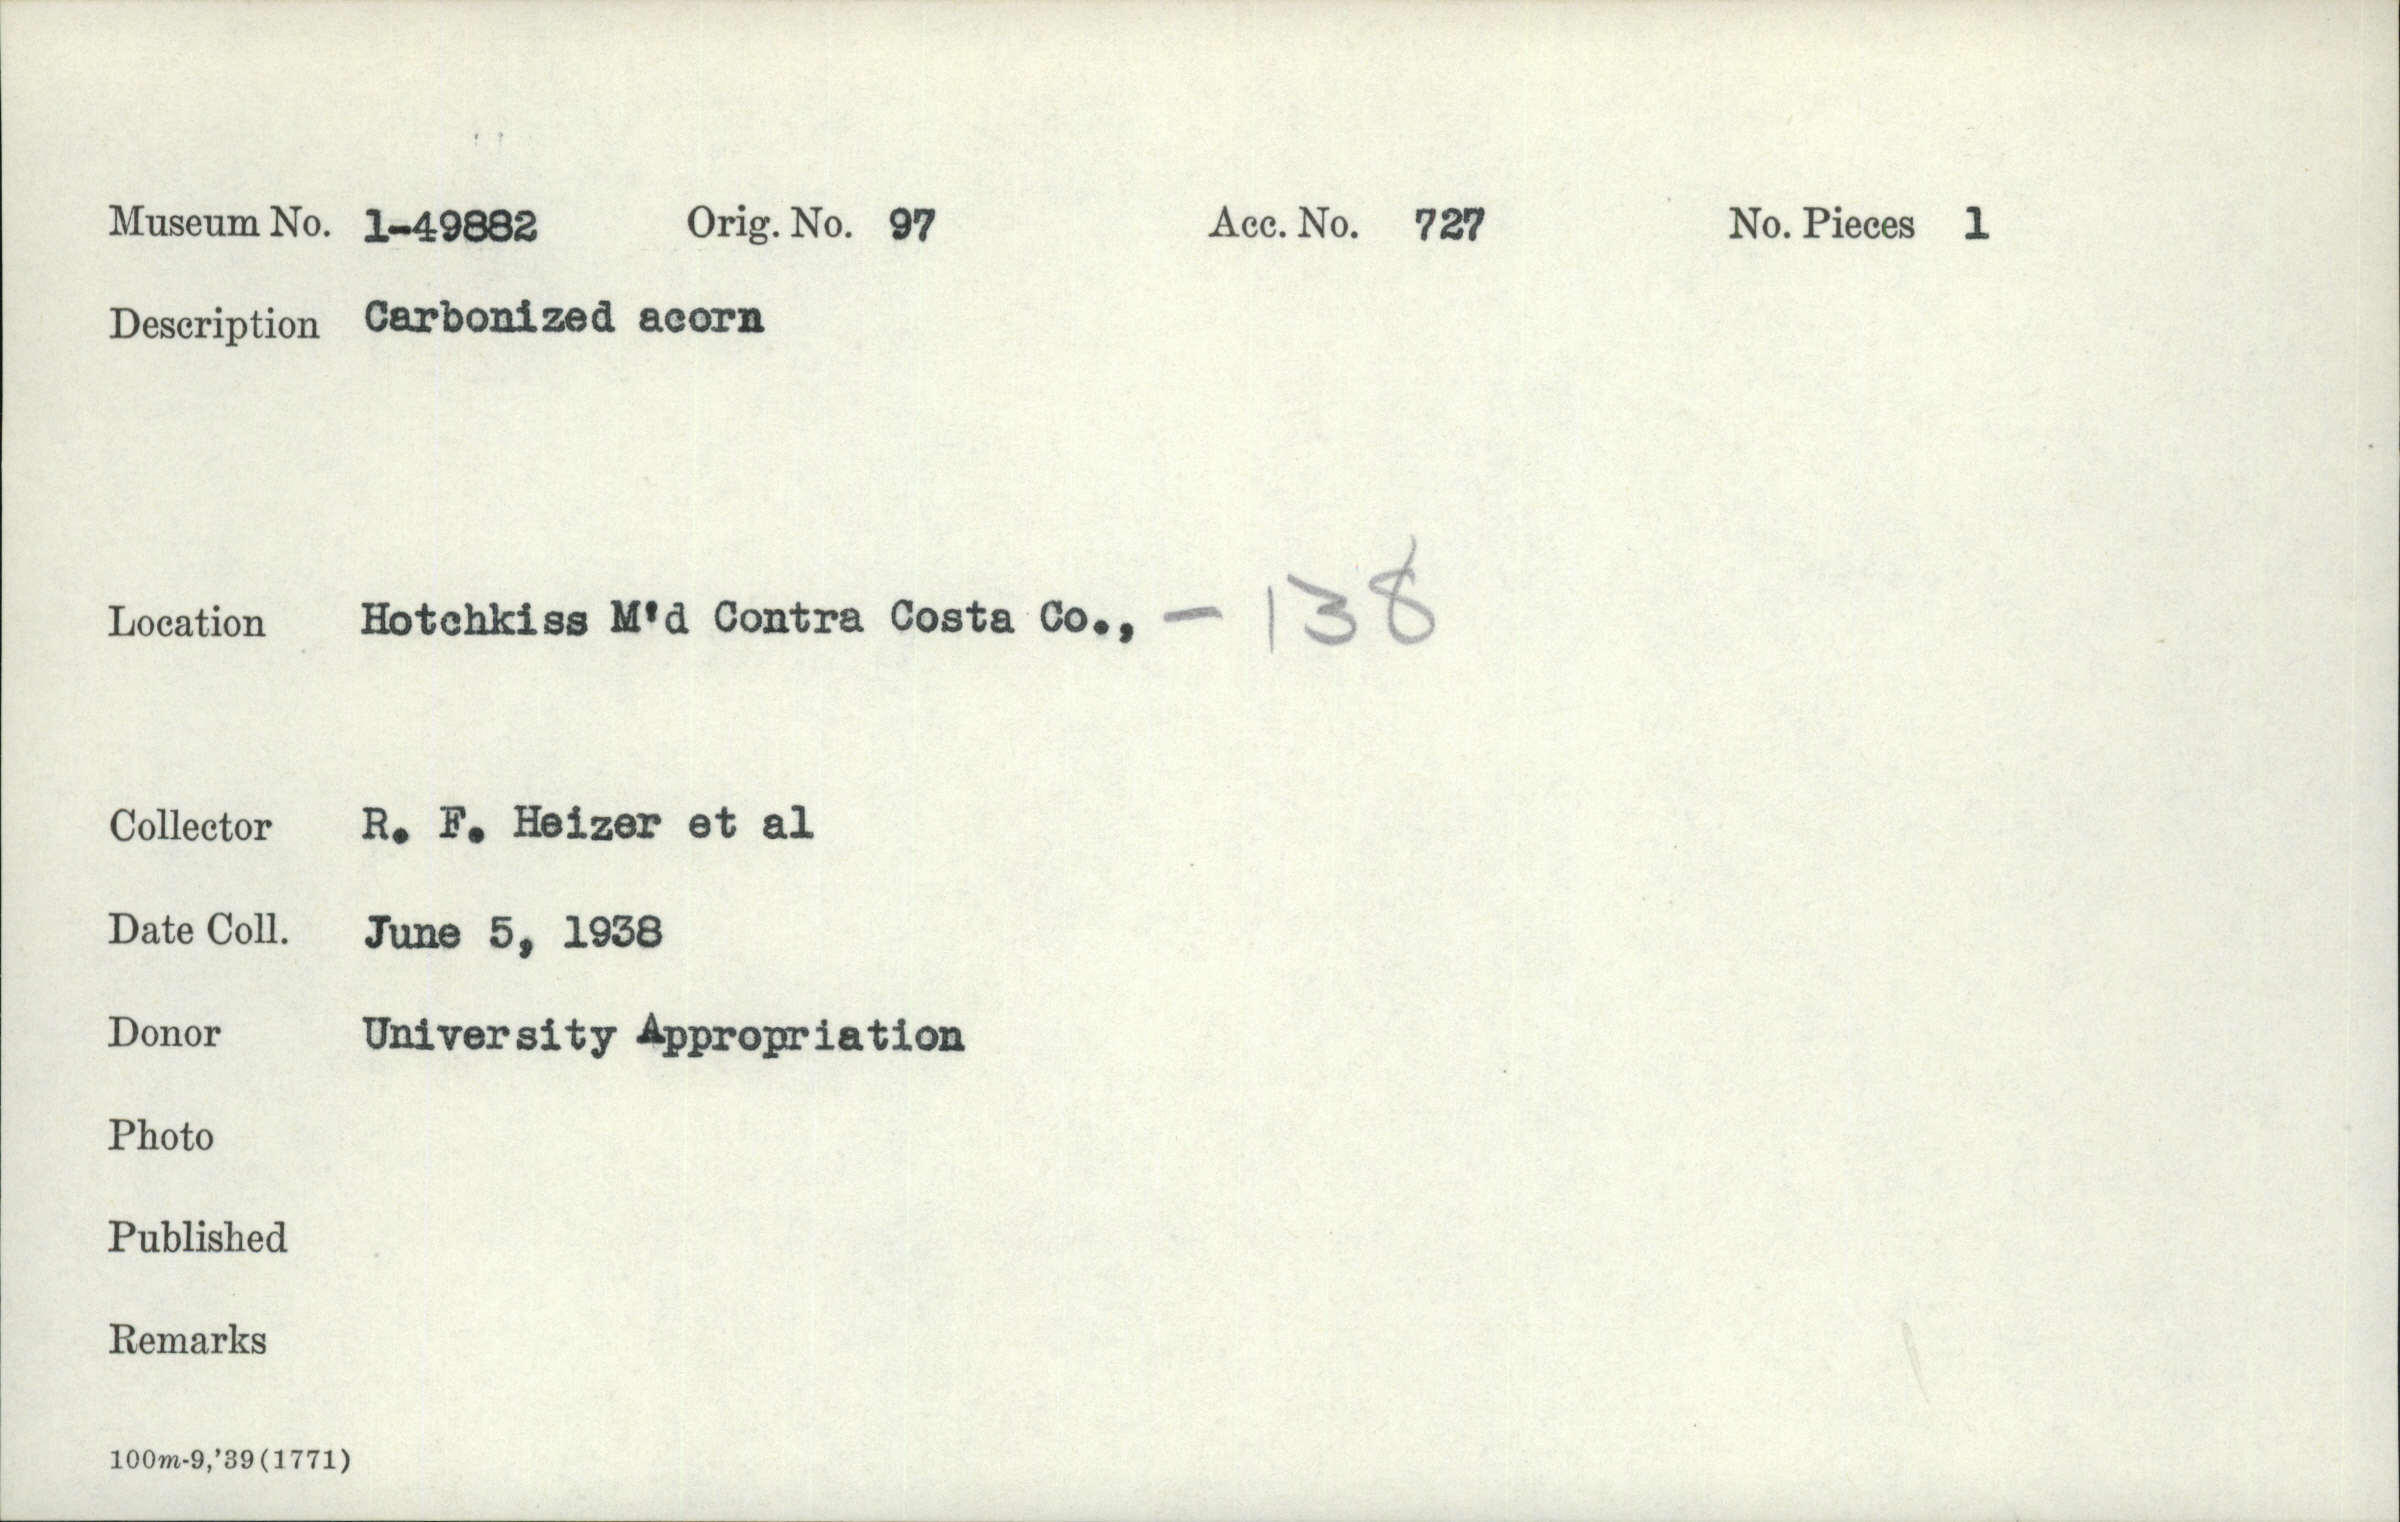 Museum No. 1-49882 Orig. No. 97 Acc. No. 727 No. Pieces 1
Description Carbonized acorn
Location Hotchkiss M'd Contra Costa Co., - 138
Collector R. F. Heizer et al
Date Coll. June 5, 1938
Donor University Appropriation
Photo
Published
Remarks
100m-9,'39(1771)